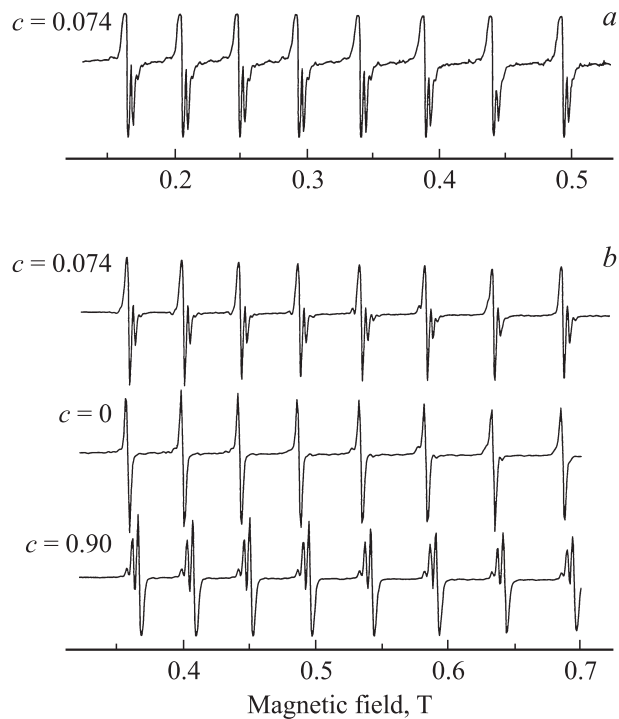 c = 0.074
a
0.2 0.3 0.4 0.5
c = 0.074
b
c = 0
c = 0.90
0.4 0.5 0.6 0.7
Magnetic field, T